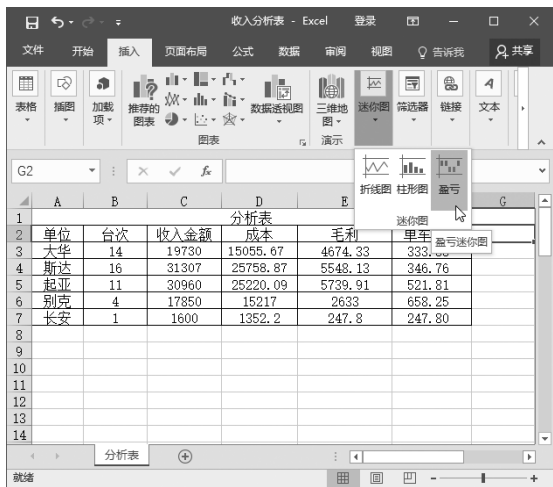 收入分析表 - Excel 登录
文件 开始 插入 页面布局 公式 数据 审阅 视图 告诉我 共享
表格 插图 加载项 推荐的图表 数据透视图 三维地图 迷你图 筛选器 链接 文本
图表 演示
折线图 柱形图 盈亏
迷你图
盈亏迷你图
G2 fx
A B C D E G
1 分析表
2 单位 台次 收入金额 成本 毛利 单车
3 大华 14 19730 15055.67 4674.33
4 斯达 16 31307 25758.87 5548.13 346.76
5 起亚 11 30960 25220.09 5739.91 521.81
6 别克 4 17850 15217 2633 658.25
7 长安 1 1600 1352.2 247.8 247.80
8
9
10
11
12
13
14
分析表
就绪